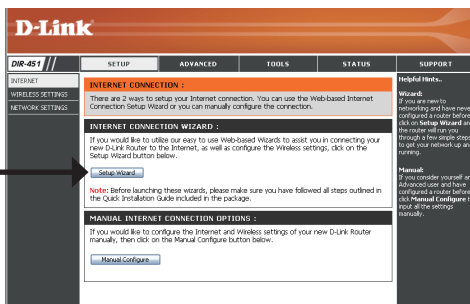 D-Link
DIR-451
SETUP
ADVANCED
TOOLS
STATUS
SUPPORT
INTERNET
WIRELESS SETTINGS
NETWORK SETTINGS
INTERNET CONNECTION :
There are 2 ways to setup your Internet connection. You can use the Web-based Internet
Connection Setup Wizard or you can manually configure the connection.
INTERNET CONNECTION WIZARD :
If you would like to utilize our easy to use Web-based Wizards to assist you in connecting your
new D-Link Router to the Internet, as well as configure the Wireless settings, click on the
Setup Wizard button below.
Setup Wizard
Note: Before launching these wizards, please make sure you have followed all steps outlined in
the Quick Installation Guide included in the package.
MANUAL INTERNET CONNECTION OPTIONS :
If you would like to configure the Internet and Wireless settings of your new D-Link Router
manually, then click on the Manual Configure button below.
Manual Configure
Helpful Hints..
Wizard:
If you are new to
networking and have never
configured a router before
click on Setup Wizard and
the router will run you
through a few simple steps
to get your network up and
running.
Manual:
If you consider yourself an
Advanced user and have
configured a router before
click Manual Configure
input all the settings
manually.